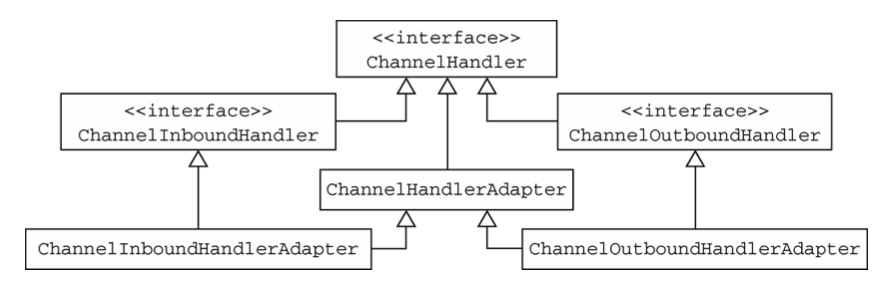 <<interface>>
ChannelHandler
<<interface>>
ChannelInboundHandler
<<interface>>
ChannelOutboundHandler
ChannelHandlerAdapter
ChannelInboundHandlerAdapter
ChannelOutboundHandlerAdapter